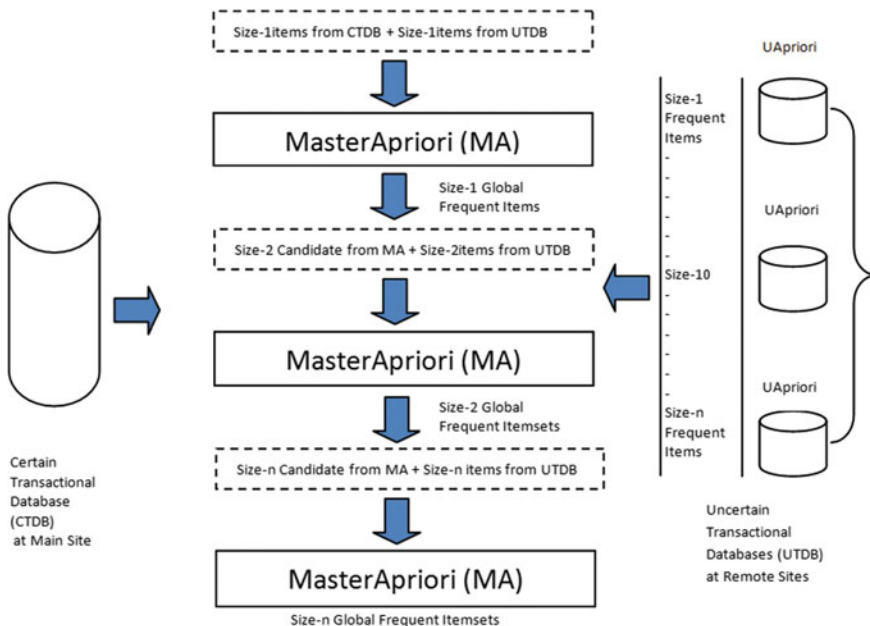 Size-1items from CTDB + Size-1items from UTDB
MasterApriori (MA)
Size-1 Global
Frequent Items
Size-2 Candidate from MA + Size-2items from UTDB
MasterApriori (MA)
Size-2 Global
Frequent Itemsets
Size-n Candidate from MA + Size-n items from UTDB
MasterApriori (MA)
Size-n Global Frequent Itemsets
Certain
Transactional
Database
(CTDB)
at Main Site
Size-1
Frequent
Items
-
-
-
-
-
-
Size-10
-
-
-
-
-
-
Size-n
Frequent
Items
UApriori
UApriori
UApriori
Uncertain
Transactional
Databases (UTDB)
at Remote Sites